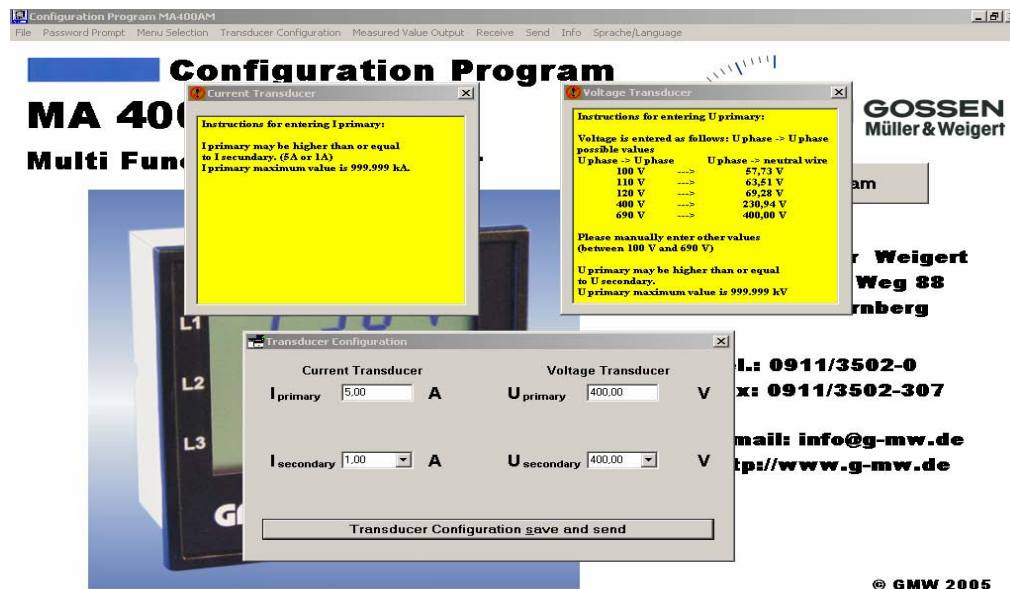 Configuration Program MA400AM
File Password Prompt Menu Selection Transducer Configuration Measured Value Output Receive Send Info Sprache/Language
Configuration Program
MA 40
Multi Fun
GOSSEN
Müller & Weigert
am
Current Transducer
Instructions for entering I primary:
I primary may be higher than or equal
to I secundary. (5A or 1A)
I primary maximum value is 999.999 kA.
Voltage Transducer
Instructions for entering U primary:
Voltage is entered as follows: U phase -> U phase
possible values
U phase -> U phase U phase -> neutral wire
100 V ---> 57,73 V
110 V ---> 63,51 V
120 V ---> 69,28 V
400 V ---> 230,94 V
690 V ---> 400,00 V
Please manually enter other values
(between 100 V and 690 V)
U primary may be higher than or equal
to U secondary.
U primary maximum value is 999.999 kV
r Weigert
Weg 88
rnberg
l.: 0911/3502-0
x: 0911/3502-307
mail: info@g-mw.de
tp://www.g-mw.de
L1
L2
L3
G
Transducer Configuration
Current Transducer Voltage Transducer
I primary 5,00 A U primary 400,00 V
I secondary 1,00 A U secondary 400,00 V
Transducer Configuration save and send
© GMW 2005